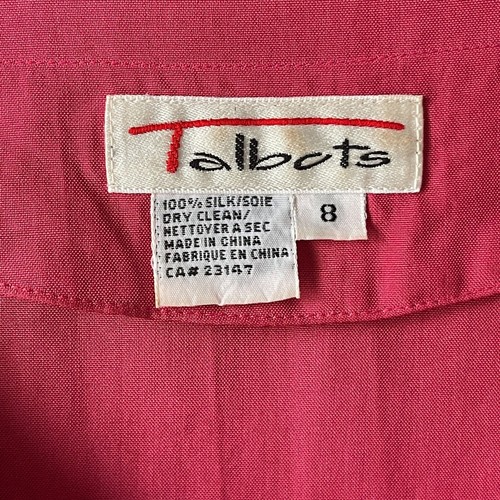 Talbots
100% SILK/SOIE
DRY CLEAN/
NETTOYER A SEC
MADE IN CHINA
FABRIQUE EN CHINA
CA# 23147
8